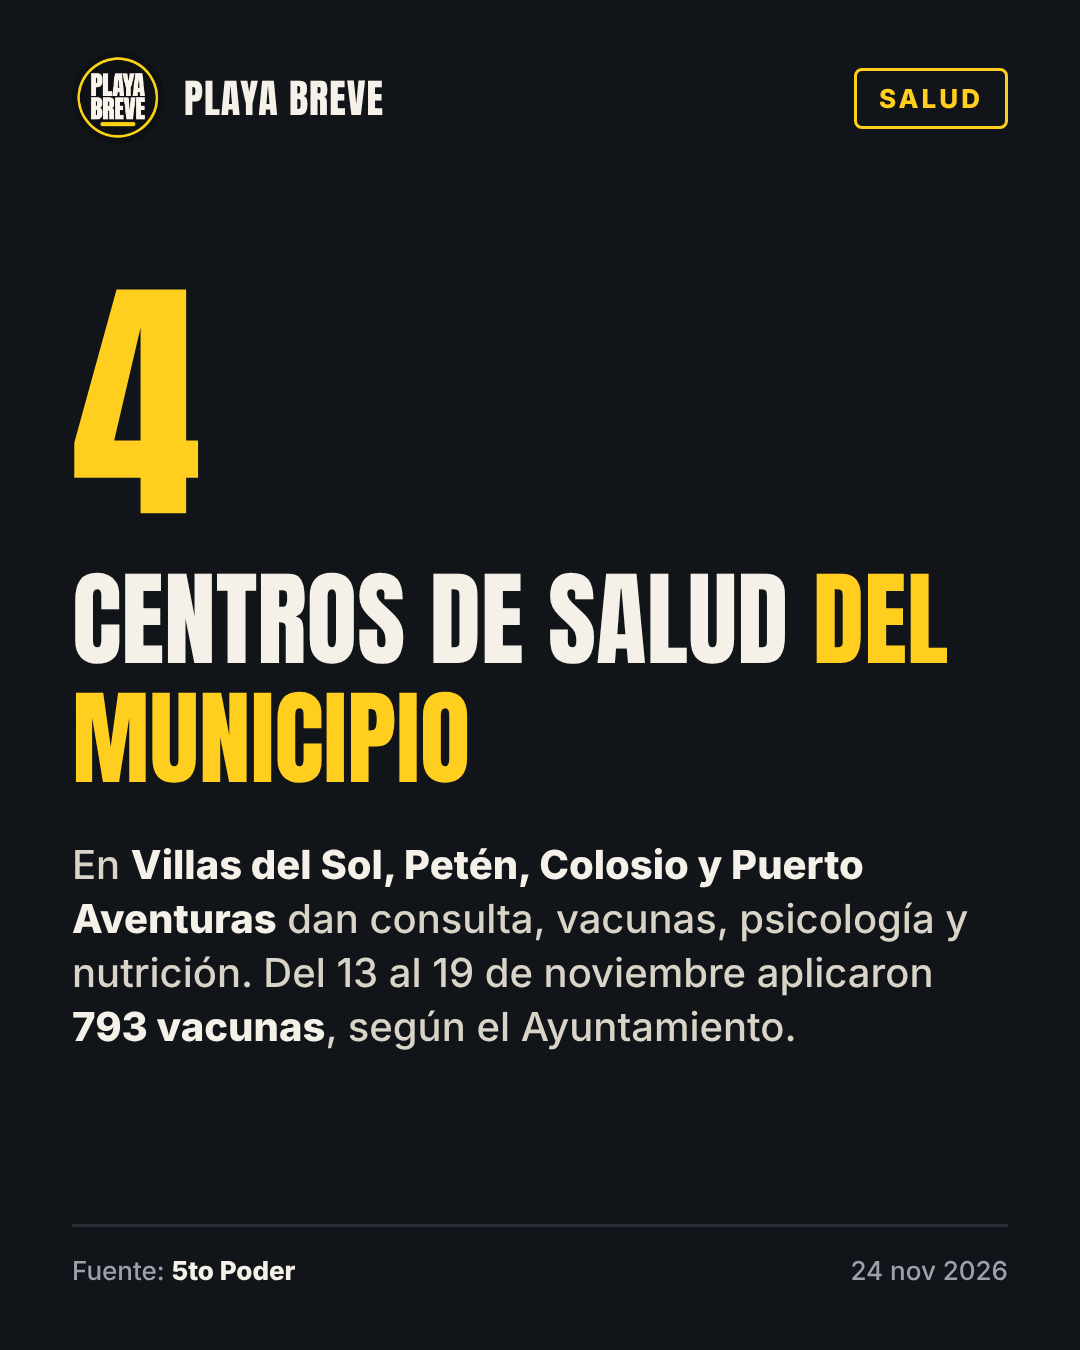 PLAYA
BREVE
PLAYA BREVE
SALUD
4
CENTROS DE SALUD DEL
MUNICIPIO
En Villas del Sol, Petén, Colosio y Puerto
Aventuras dan consulta, vacunas, psicología y
nutrición. Del 13 al 19 de noviembre aplicaron
793 vacunas, según el Ayuntamiento.
Fuente: 5to Poder
24 nov 2026